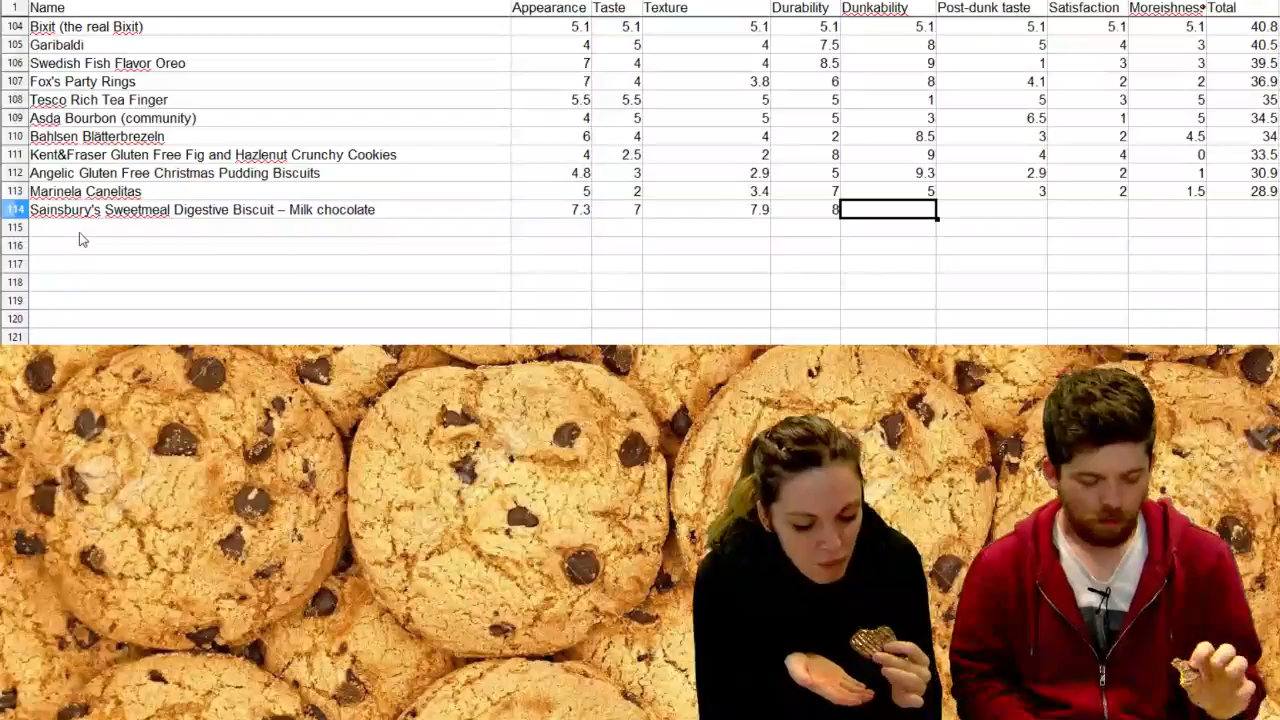 1 Name Appearance Taste Texture Durability Dunkability Post-dunk taste Satisfaction Moreishnes Total
104 Bixit (the real Bixit) 5.1 5.1 5.1 5.1 5.1 5.1 5.1 5.1 40.8
105 Garibaldi 4 5 4 7.5 8 5 4 3 40.5
106 Swedish Fish Flavor Oreo 7 4 4 8.5 9 1 3 3 39.5
107 Fox's Party Rings 7 4 3.8 6 8 4.1 2 2 36.9
108 Tesco Rich Tea Finger 5.5 5.5 5 5 1 5 3 5 35
109 Asda Bourbon (community) 4 5 5 5 3 6.5 1 5 34.5
110 Bahlsen Blätterbrezeln 6 4 4 2 8.5 3 2 4.5 34
111 Kent&Fraser Gluten Free Fig and Hazlenut Crunchy Cookies 4 2.5 2 8 9 4 4 0 33.5
112 Angelic Gluten Free Christmas Pudding Biscuits 4.8 3 2.9 5 9.3 2.9 2 1 30.9
113 Marinela Canelitas 5 2 3.4 7 5 3 2 1.5 28.9
114 Sainsbury's Sweetmeal Digestive Biscuit – Milk chocolate 7.3 7 7.9 8
115
116
117
118
119
120
121